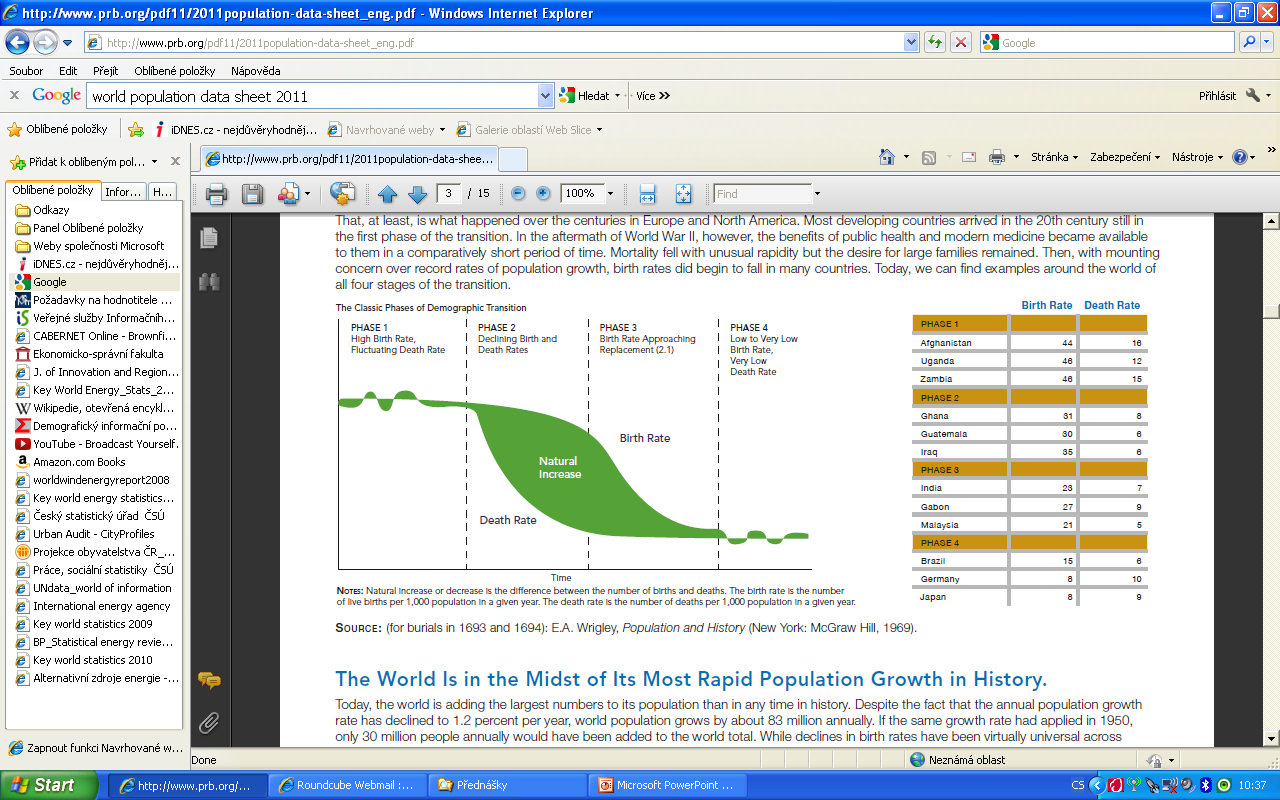 http://www.prb.org/pdf11/2011population-data-sheet_eng.pdf - Windows Internet Explorer
http://www.prb.org/pdf11/2011population-data-sheet_eng.pdf
Google
Soubor Edit Přejít Oblíbené položky Nápověda
x Google world population data sheet 2011 Hledat Více >> Přihlásit
Oblíbené položky iDNES.cz - nejdůvěryhodněj... Navrhované weby Galerie oblastí Web Slice
Přidat k oblíbeným pol... x http://www.prb.org/pdf11/2011population-data-shee... Stránka Zabezpečení Nástroje >>
Oblíbené položky Infor... H...
3 / 15 100% Find
Odkazy
Panel Oblíbené položky
Weby společnosti Microsoft
iDNES.cz - nejdůvěryhodněj...
Google
Požadavky na hodnotitele ...
Veřejné služby Informačníh...
CABERNET Online - Brownfi...
Ekonomicko-správní fakulta
J. of Innovation and Region...
Key World Energy_Stats_2...
Wikipedie, otevřená encykl...
Demografický informační po...
YouTube - Broadcast Yourself.
Amazon.com Books
worldwindenergyreport2008
Key world energy statistics...
Český statistický úřad ČSÚ
Urban Audit - CityProfiles
Projekce obyvatelstva ČR_...
Práce, sociální statistiky ČSÚ
UNdata_world of information
International energy agency
Key world statistics 2009
BP_Statistical energy revie...
Key world statistics 2010
Alternativní zdroje energie -...
Zapnout funkci Navrhované w...
That, at least, is what happened over the centuries in Europe and North America. Most developing countries arrived in the 20th century still in
the first phase of the transition. In the aftermath of World War II, however, the benefits of public health and modern medicine became available
to them in a comparatively short period of time. Mortality fell with unusual rapidity but the desire for large families remained. Then, with mounting
concern over record rates of population growth, birth rates did begin to fall in many countries. Today, we can find examples around the world of
all four stages of the transition.
The Classic Phases of Demographic Transition
PHASE 1
High Birth Rate,
Fluctuating Death Rate
PHASE 2
Declining Birth and
Death Rates
PHASE 3
Birth Rate Approaching
Replacement (2.1)
PHASE 4
Low to Very Low
Birth Rate,
Very Low
Death Rate
Birth Rate
Natural
Increase
Death Rate
Time
NOTES: Natural increase or decrease is the difference between the number of births and deaths. The birth rate is the number
of live births per 1,000 population in a given year. The death rate is the number of deaths per 1,000 population in a given year.
Birth Rate Death Rate
PHASE 1
Afghanistan 44 16
Uganda 46 12
Zambia 46 15
PHASE 2
Ghana 31 8
Guatemala 30 6
Iraq 35 6
PHASE 3
India 23 7
Gabon 27 9
Malaysia 21 5
PHASE 4
Brazil 15 6
Germany 8 10
Japan 8 9
SOURCE: (for burials in 1693 and 1694): E.A. Wrigley, Population and History (New York: McGraw Hill, 1969).
The World Is in the Midst of Its Most Rapid Population Growth in History.
Today, the world is adding the largest numbers to its population than in any time in history. Despite the fact that the annual population growth
rate has declined to 1.2 percent per year, world population grows by about 83 million annually. If the same growth rate had applied in 1950,
only 30 million people annually would have been added to the world total. While declines in birth rates have been virtually universal across
Done Neznámá oblast
Start http://www.prb.org/... Roundcube Webmail :... Přednášky Microsoft PowerPoint ... CS 10:37